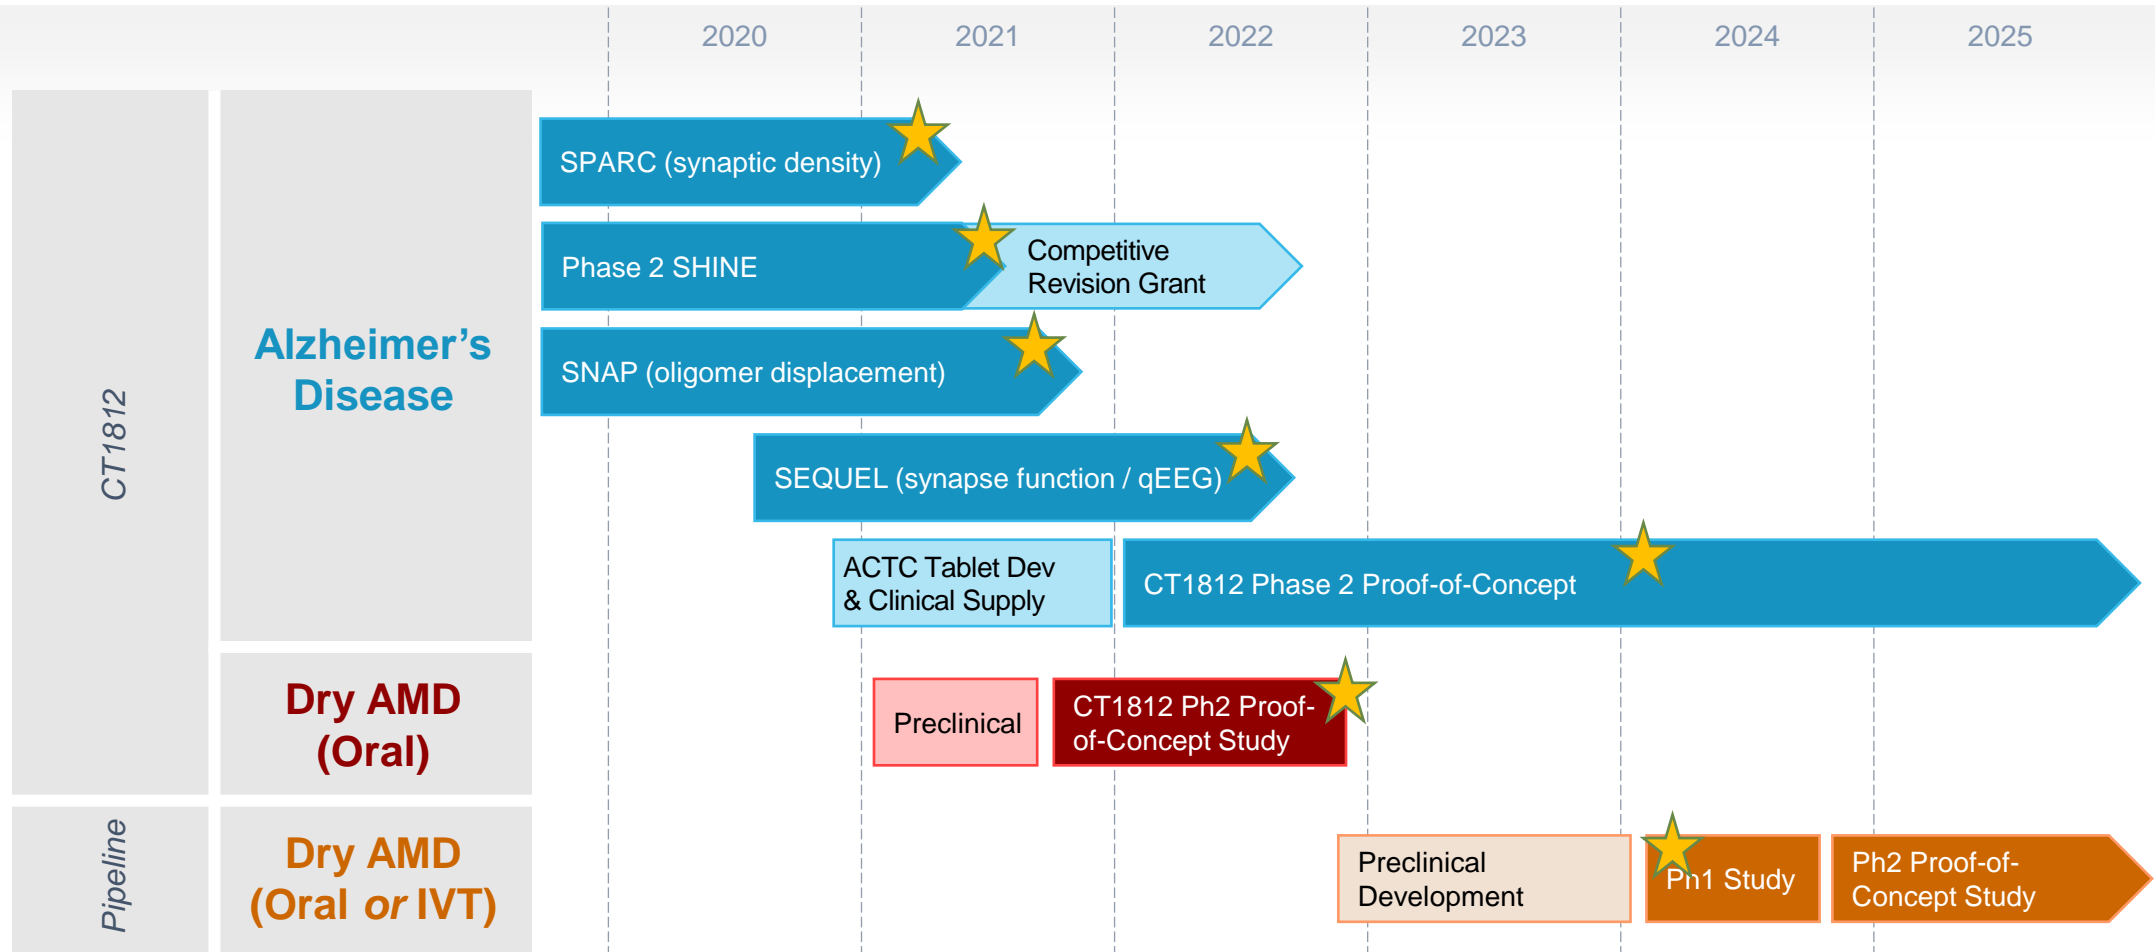 2020 2021 2022 2023 2024 2025
CT1812
Alzheimer’s
Disease
SPARC (synaptic density)
Phase 2 SHINE
Competitive
Revision Grant
SNAP (oligomer displacement)
SEQUEL (synapse function / qEEG)
ACTC Tablet Dev
& Clinical Supply
CT1812 Phase 2 Proof-of-Concept
Dry AMD
(Oral)
Preclinical
CT1812 Ph2 Proof-
of-Concept Study
Pipeline
Dry AMD
(Oral or IVT)
Preclinical
Development
Ph1 Study
Ph2 Proof-of-
Concept Study